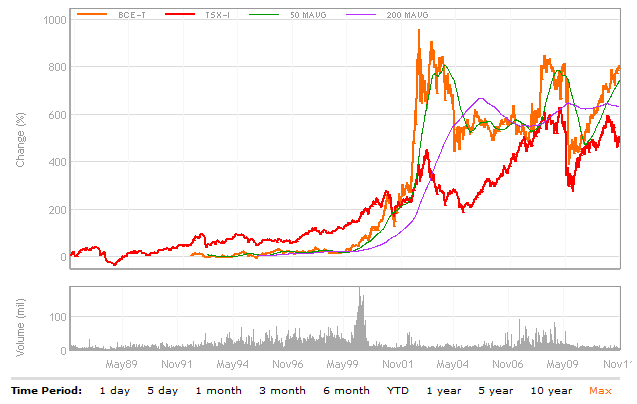 BCE-T TSX-I 50 MAVG 200 MAVG
1000
800
600
400
200
0
Change (%)
100
0
Volume (mil)
May89 Nov91 May94 Nov96 May99 Nov01 May04 Nov06 May09 Nov11
Time Period: 1 day 5 day 1 month 3 month 6 month YTD 1 year 5 year 10 year Max